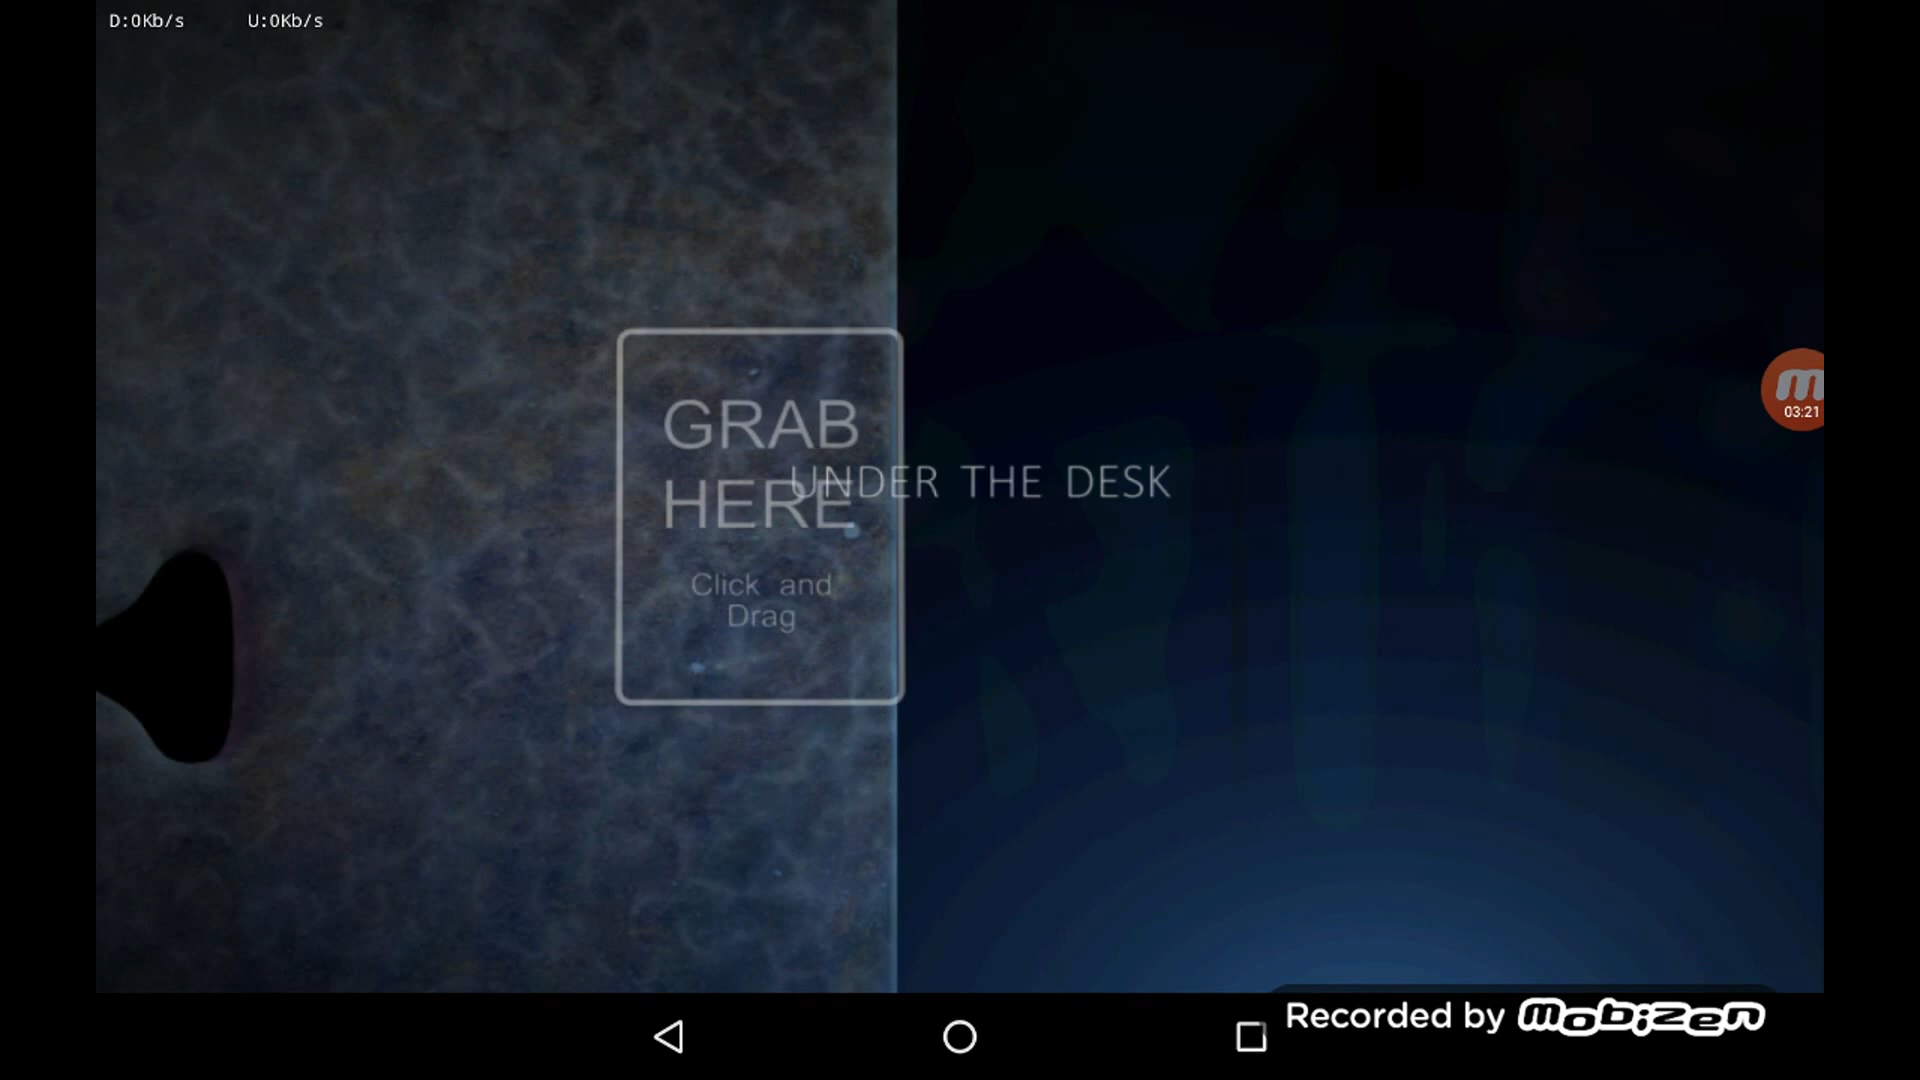 D:0Kb/s U:0Kb/s
GRAB
HERE
UNDER THE DESK
Click and
Drag
03:21
Recorded by mobizen